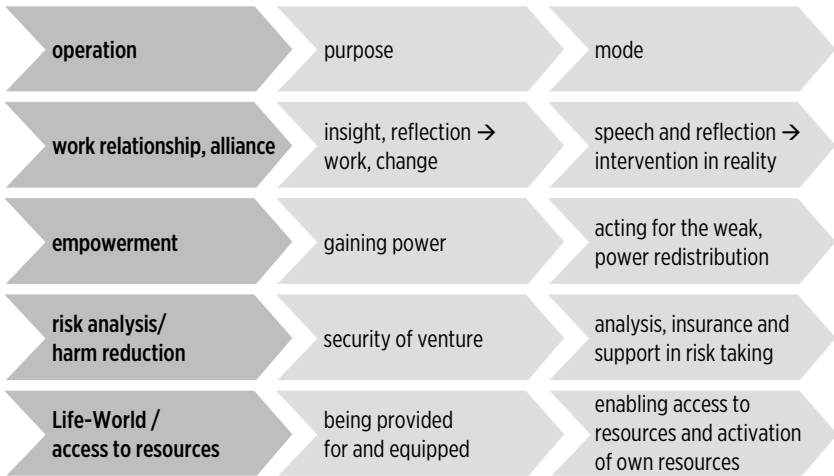 operation
purpose
mode
work relationship, alliance
insight, reflection →
work, change
speech and reflection →
intervention in reality
empowerment
gaining power
acting for the weak,
power redistribution
risk analysis/
harm reduction
security of venture
analysis, insurance and
support in risk taking
Life-World /
access to resources
being provided
for and equipped
enabling access to
resources and activation
of own resources